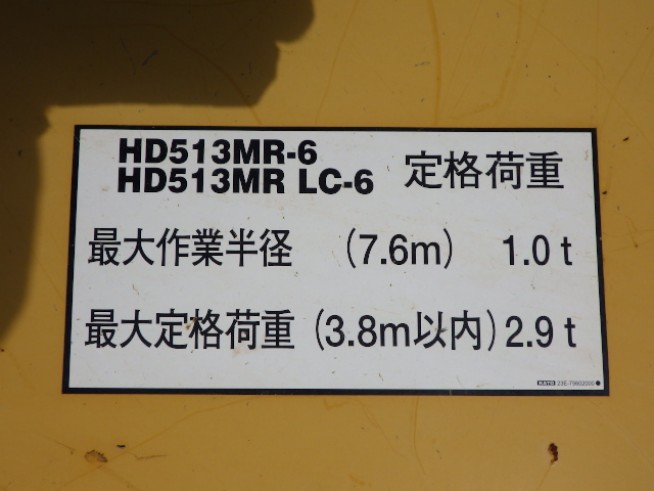 HD513MR-6
HD513MR LC-6 定格荷重
最大作業半径 (7.6m) 1.0 t
最大定格荷重 (3.8m以内) 2.9 t
KATO